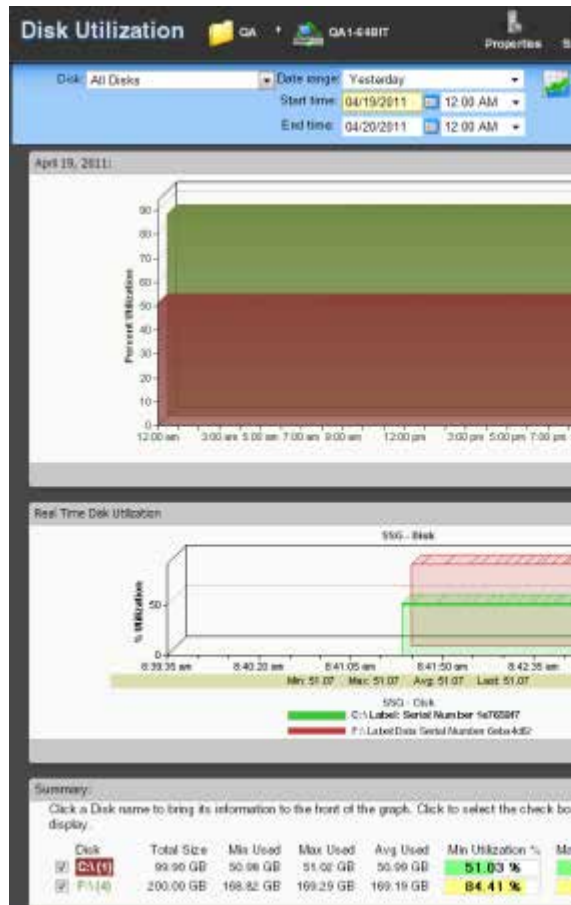 Disk Utilization QA QA1-64BIT Properties
Disk: All Disks Date range: Yesterday
Start time: 04/19/2011 12:00 AM
End time: 04/20/2011 12:00 AM
April 19, 2011:
Percent Utilization
90
80
70
60
50
40
30
20
10
0
12:00 am 3:00 am 5:00 am 7:00 am 9:00 am 12:00 pm 3:00 pm 5:00 pm 7:00 pm
Real Time Disk Utilization
SSG - Disk
% Utilization
50
0
8:39:35 am 8:40:20 am 8:41:05 am 8:41:50 am 8:42:35 am
Min: 51.07 Max: 51.07 Avg: 51.07 Last: 51.07
SSG - Disk
C:\ Label: Serial Number
F:\ Label:Data Serial Number
Summary:
Click a Disk name to bring its information to the front of the graph. Click to select the check
display.
Disk Total Size Min Used Max Used Avg Used Min Utilization %
C:\ (1) 99.90 GB 50.98 GB 51.02 GB 50.99 GB 51.03 %
F:\ (4) 200.00 GB 168.82 GB 169.29 GB 169.19 GB 84.41 %